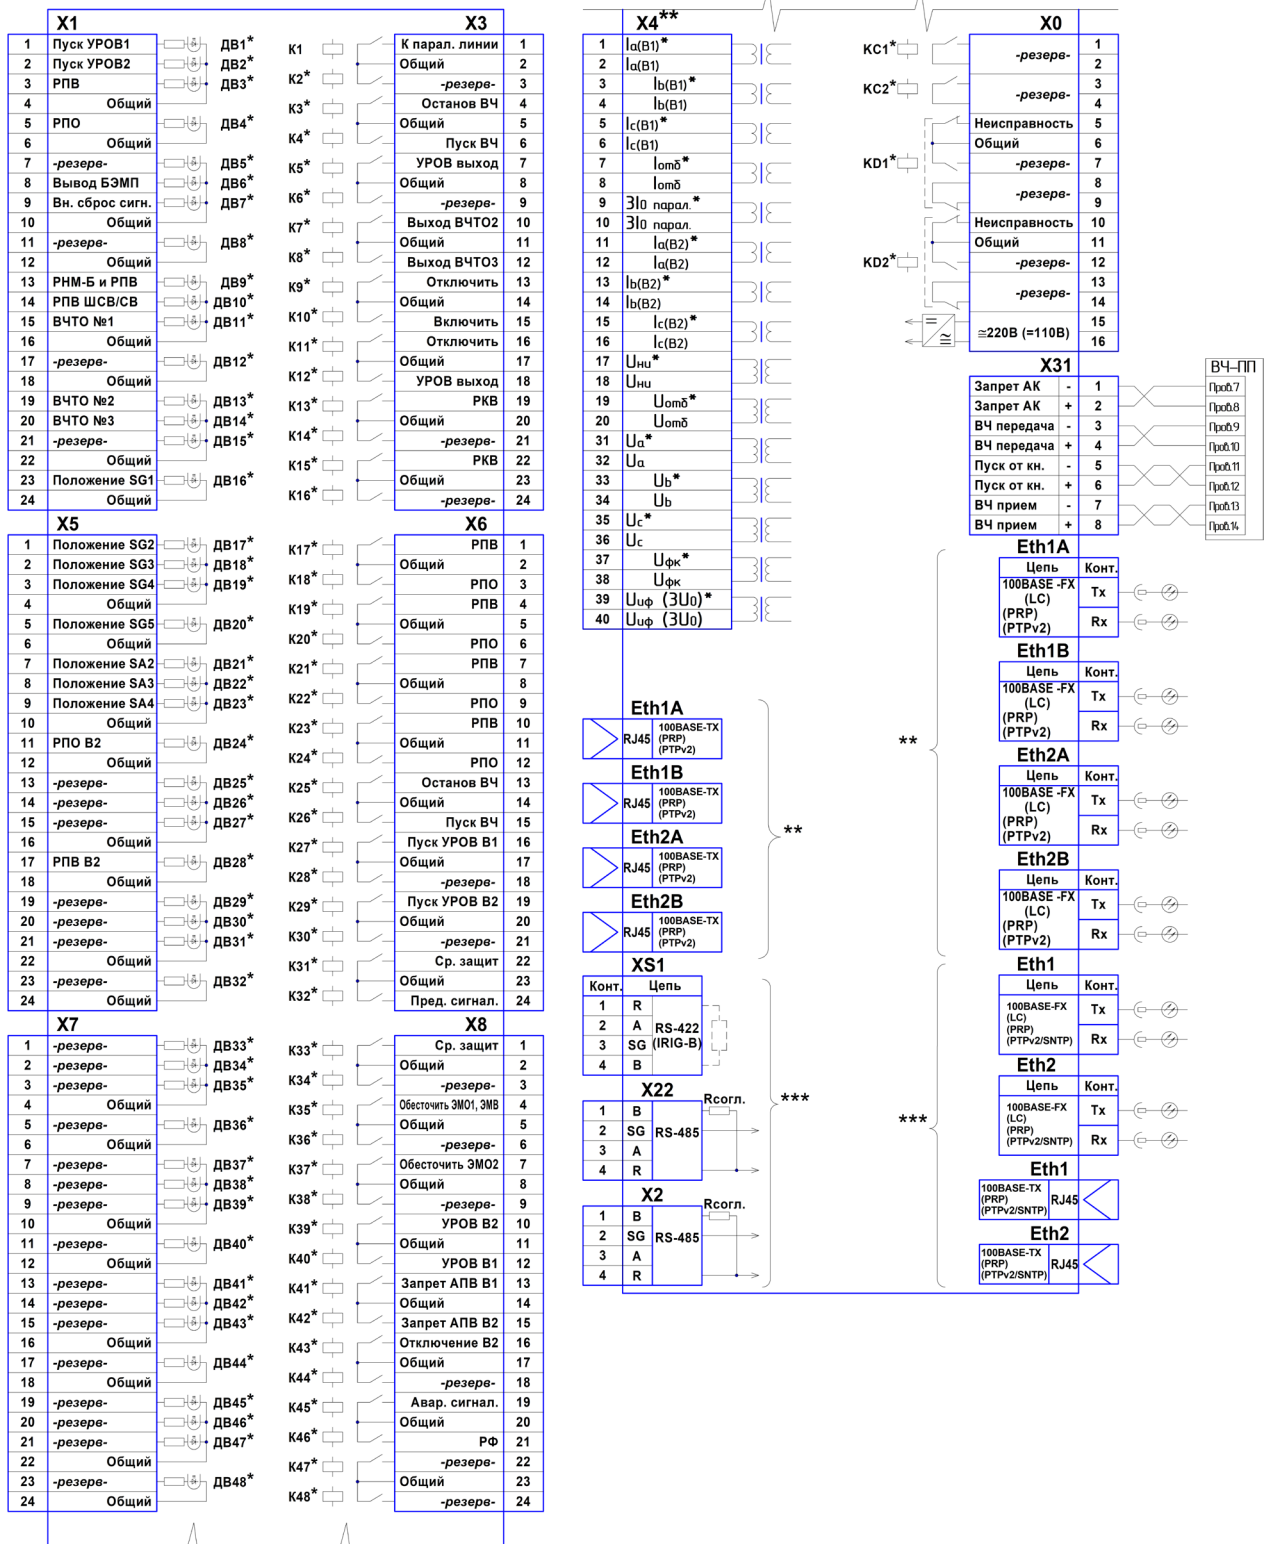 X1
1 Пуск УРОВ1 ДВ1*
2 Пуск УРОВ2 ДВ2*
3 РПВ ДВ3*
4 Общий
5 РПО ДВ4*
6 Общий
7 -резерв- ДВ5*
8 Вывод БЭМП ДВ6*
9 Вн. сброс сигн. ДВ7*
10 Общий
11 -резерв- ДВ8*
12 Общий
13 РНМ-Б и РПВ ДВ9*
14 РПВ ШСВ/СВ ДВ10*
15 ВЧТО №1 ДВ11*
16 Общий
17 -резерв- ДВ12*
18 Общий
19 ВЧТО №2 ДВ13*
20 ВЧТО №3 ДВ14*
21 -резерв- ДВ15*
22 Общий
23 Положение SG1 ДВ16*
24 Общий
X5
1 Положение SG2 ДВ17*
2 Положение SG3 ДВ18*
3 Положение SG4 ДВ19*
4 Общий
5 Положение SG5 ДВ20*
6 Общий
7 Положение SA2 ДВ21*
8 Положение SA3 ДВ22*
9 Положение SA4 ДВ23*
10 Общий
11 РПО В2 ДВ24*
12 Общий
13 -резерв- ДВ25*
14 -резерв- ДВ26*
15 -резерв- ДВ27*
16 Общий
17 РПВ В2 ДВ28*
18 Общий
19 -резерв- ДВ29*
20 -резерв- ДВ30*
21 -резерв- ДВ31*
22 Общий
23 -резерв- ДВ32*
24 Общий
X7
1 -резерв- ДВ33*
2 -резерв- ДВ34*
3 -резерв- ДВ35*
4 Общий
5 -резерв- ДВ36*
6 Общий
7 -резерв- ДВ37*
8 -резерв- ДВ38*
9 -резерв- ДВ39*
10 Общий
11 -резерв- ДВ40*
12 Общий
13 -резерв- ДВ41*
14 -резерв- ДВ42*
15 -резерв- ДВ43*
16 Общий
17 -резерв- ДВ44*
18 Общий
19 -резерв- ДВ45*
20 -резерв- ДВ46*
21 -резерв- ДВ47*
22 Общий
23 -резерв- ДВ48*
24 Общий
X3
K1 К парал. линии 1
Общий 2
K2* -резерв- 3
K3* Останов ВЧ 4
Общий 5
K4* Пуск ВЧ 6
K5* УРОВ выход 7
Общий 8
K6* -резерв- 9
K7* Выход ВЧТО2 10
Общий 11
K8* Выход ВЧТО3 12
K9* Отключить 13
Общий 14
K10* Включить 15
K11* Отключить 16
Общий 17
K12* УРОВ выход 18
K13* РКВ 19
Общий 20
K14* -резерв- 21
K15* РКВ 22
Общий 23
K16* -резерв- 24
X6
K17* РПВ 1
Общий 2
K18* РПО 3
K19* РПВ 4
Общий 5
K20* РПО 6
K21* РПВ 7
Общий 8
K22* РПО 9
K23* РПВ 10
Общий 11
K24* РПО 12
K25* Останов ВЧ 13
Общий 14
K26* Пуск ВЧ 15
K27* Пуск УРОВ В1 16
Общий 17
K28* -резерв- 18
K29* Пуск УРОВ В2 19
Общий 20
K30* -резерв- 21
K31* Ср. защит 22
Общий 23
K32* Пред. сигнал. 24
X8
K33* Ср. защит 1
Общий 2
K34* -резерв- 3
K35* Обесточить ЭМО1, ЭМВ 4
Общий 5
K36* -резерв- 6
K37* Обесточить ЭМО2 7
Общий 8
K38* -резерв- 9
K39* УРОВ В2 10
Общий 11
K40* УРОВ В1 12
K41* Запрет АПВ В1 13
Общий 14
K42* Запрет АПВ В2 15
K43* Отключение В2 16
Общий 17
K44* -резерв- 18
K45* Авар. сигнал. 19
Общий 20
K46* РФ 21
K47* -резерв- 22
Общий 23
K48* -резерв- 24
X4**
1 Ia(В1)*
2 Ia(В1)
3 Ib(В1)*
4 Ib(В1)
5 Ic(В1)*
6 Ic(В1)
7 Iотб*
8 Iотб
9 3I0 парал.*
10 3I0 парал.
11 Ia(В2)*
12 Ia(В2)
13 Ib(В2)*
14 Ib(В2)
15 Ic(В2)*
16 Ic(В2)
17 Uни*
18 Uни
19 Uотб*
20 Uотб
31 Ua*
32 Ua
33 Ub*
34 Ub
35 Uc*
36 Uc
37 Uфк*
38 Uфк
39 Uиф (3U0)*
40 Uиф (3U0)
Eth1A
RJ45 100BASE-TX
(PRP)
(PTPv2)
Eth1B
RJ45 100BASE-TX
(PRP)
(PTPv2)
Eth2A
RJ45 100BASE-TX
(PRP)
(PTPv2)
Eth2B
RJ45 100BASE-TX
(PRP)
(PTPv2)
**
XS1
Конт. Цепь
1 R
2 A RS-422
3 SG (IRIG-B)
4 B
X22
Rсогл.
1 B
2 SG RS-485
3 A
4 R
X2
Rсогл.
1 B
2 SG RS-485
3 A
4 R
***
X0
KC1* -резерв- 1
2
KC2* -резерв- 3
4
Неисправность 5
Общий 6
KD1* -резерв- 7
-резерв- 8
9
Неисправность 10
Общий 11
KD2* -резерв- 12
-резерв- 13
14
= ≅ ≅220В (=110В) 15
16
X31
ВЧ-ПП
Запрет АК - 1 Пров.7
Запрет АК + 2 Пров.8
ВЧ передача - 3 Пров.9
ВЧ передача + 4 Пров.10
Пуск от кн. - 5 Пров.11
Пуск от кн. + 6 Пров.12
ВЧ прием - 7 Пров.13
ВЧ прием + 8 Пров.14
Eth1A
Цепь Конт.
100BASE -FX
(LC) Tx
(PRP)
(PTPv2) Rx
Eth1B
Цепь Конт.
100BASE -FX
(LC) Tx
(PRP)
(PTPv2) Rx
**
Eth2A
Цепь Конт.
100BASE -FX
(LC) Tx
(PRP)
(PTPv2) Rx
Eth2B
Цепь Конт.
100BASE -FX
(LC) Tx
(PRP)
(PTPv2) Rx
Eth1
Цепь Конт.
100BASE-FX Tx
(LC)
(PRP)
(PTPv2/SNTP) Rx
Eth2
Цепь Конт.
100BASE-FX Tx
(LC)
(PRP)
(PTPv2/SNTP) Rx
***
Eth1
100BASE-TX
(PRP) RJ45
(PTPv2/SNTP)
Eth2
100BASE-TX
(PRP) RJ45
(PTPv2/SNTP)